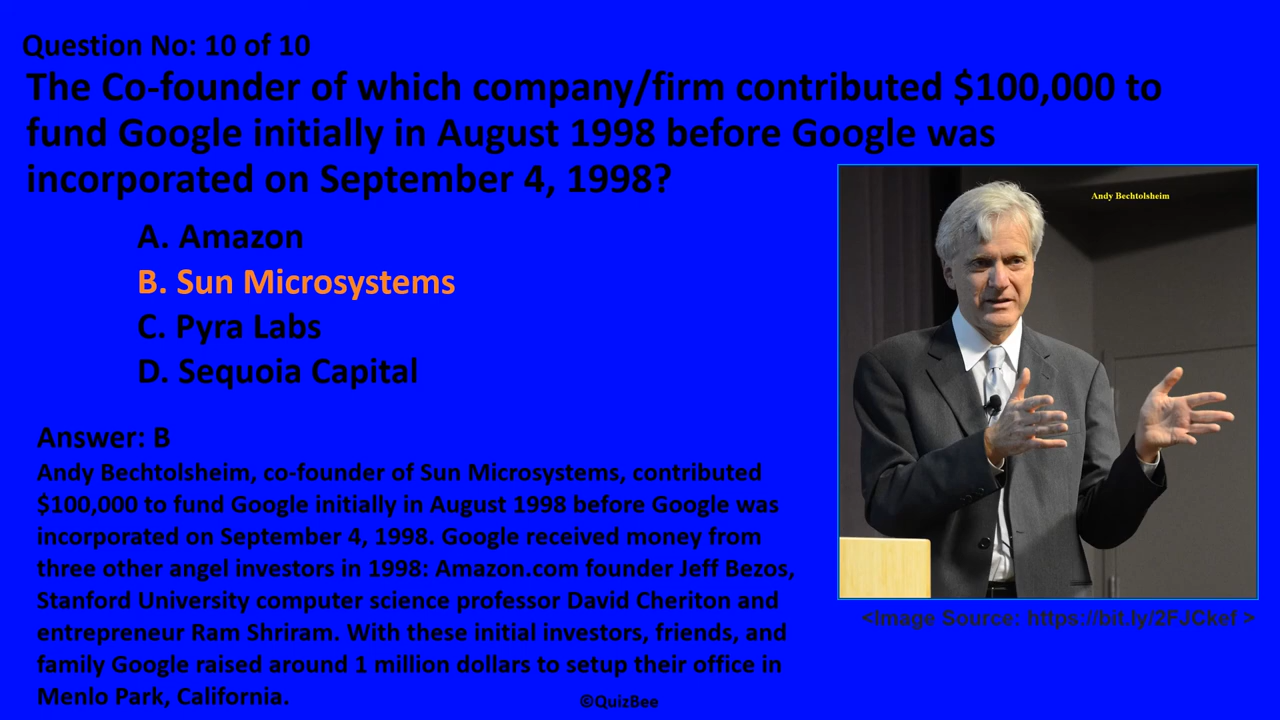 Question No: 10 of 10
The Co-founder of which company/firm contributed $100,000 to
fund Google initially in August 1998 before Google was
incorporated on September 4, 1998?
A. Amazon
B. Sun Microsystems
C. Pyra Labs
D. Sequoia Capital
Andy Bechtolsheim
Answer: B
Andy Bechtolsheim, co-founder of Sun Microsystems, contributed
$100,000 to fund Google initially in August 1998 before Google was
incorporated on September 4, 1998. Google received money from
three other angel investors in 1998: Amazon.com founder Jeff Bezos,
Stanford University computer science professor David Cheriton and
entrepreneur Ram Shriram. With these initial investors, friends, and
family Google raised around 1 million dollars to setup their office in
Menlo Park, California.
<Image Source: https://bit.ly/2FJCkef >
©QuizBee